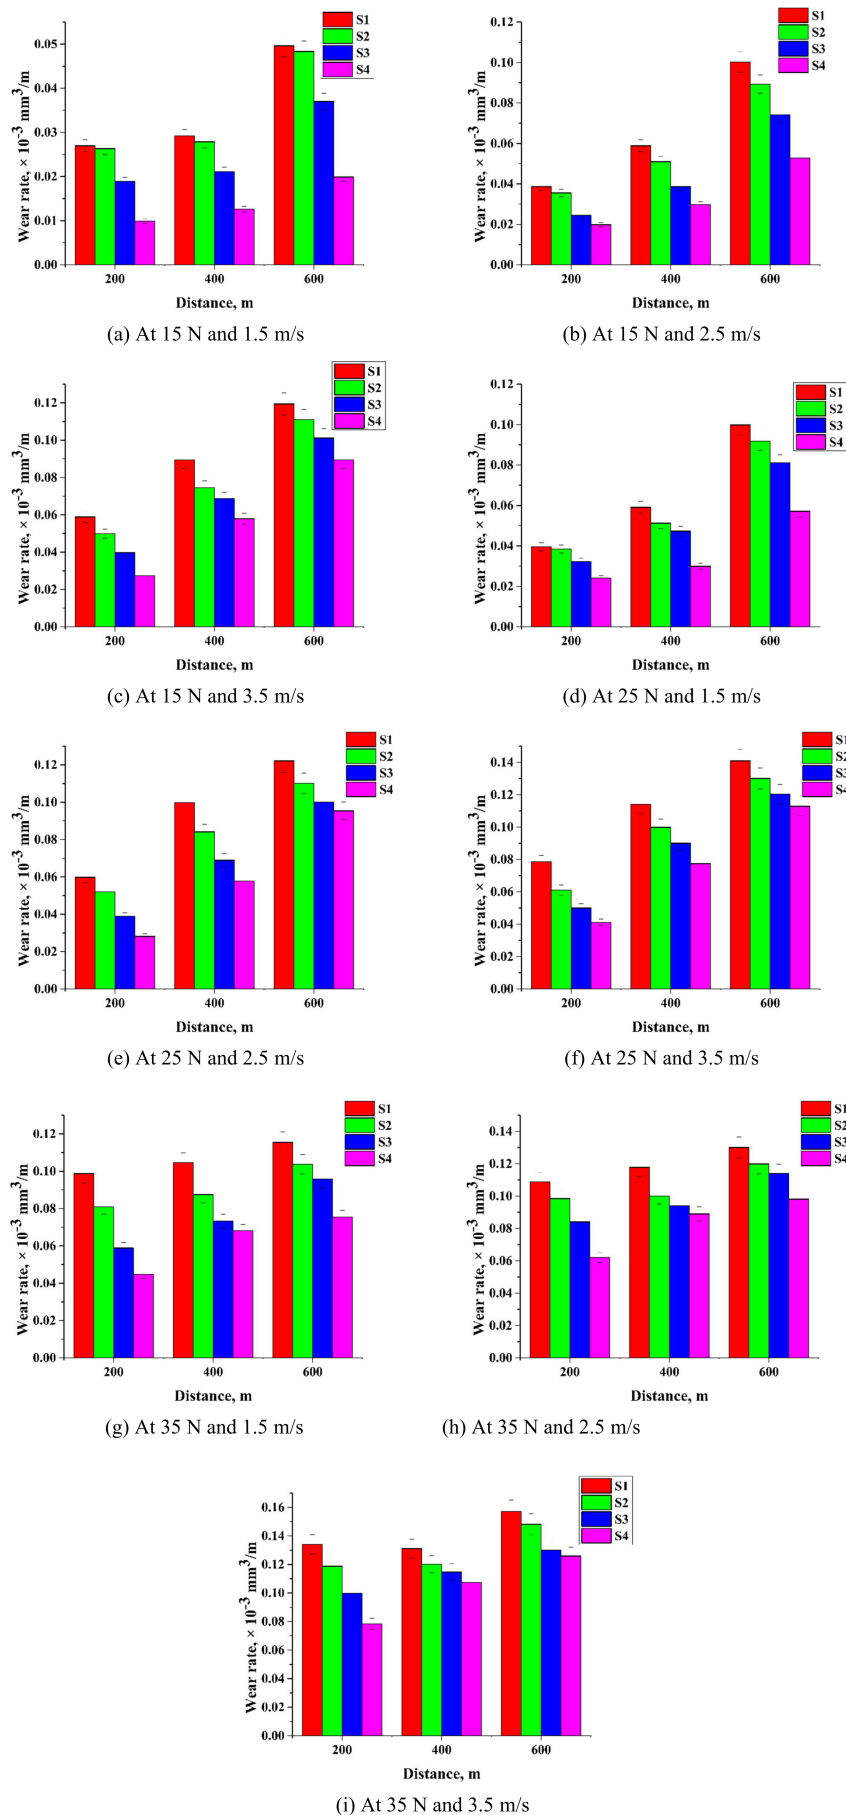 S1
S2
S3
S4
0.05
0.04
0.03
0.02
0.01
0.00
Wear rate, × 10⁻³ mm³/m
200 400 600
Distance, m
(a) At 15 N and 1.5 m/s
S1
S2
S3
S4
0.12
0.10
0.08
0.06
0.04
0.02
0.00
Wear rate, × 10⁻³ mm³/m
200 400 600
Distance, m
(b) At 15 N and 2.5 m/s
S1
S2
S3
S4
0.12
0.10
0.08
0.06
0.04
0.02
0.00
Wear rate, × 10⁻³ mm³/m
200 400 600
Distance, m
(c) At 15 N and 3.5 m/s
S1
S2
S3
S4
0.12
0.10
0.08
0.06
0.04
0.02
0.00
Wear rate, × 10⁻³ mm³/m
200 400 600
Distance, m
(d) At 25 N and 1.5 m/s
S1
S2
S3
S4
0.12
0.10
0.08
0.06
0.04
0.02
0.00
Wear rate, × 10⁻³ mm³/m
200 400 600
Distance, m
(e) At 25 N and 2.5 m/s
S1
S2
S3
S4
0.14
0.12
0.10
0.08
0.06
0.04
0.02
0.00
Wear rate, × 10⁻³ mm³/m
200 400 600
Distance, m
(f) At 25 N and 3.5 m/s
S1
S2
S3
S4
0.12
0.10
0.08
0.06
0.04
0.02
0.00
Wear rate, × 10⁻³ mm³/m
200 400 600
Distance, m
(g) At 35 N and 1.5 m/s
S1
S2
S3
S4
0.14
0.12
0.10
0.08
0.06
0.04
0.02
0.00
Wear rate, × 10⁻³ mm³/m
200 400 600
Distance, m
(h) At 35 N and 2.5 m/s
S1
S2
S3
S4
0.16
0.14
0.12
0.10
0.08
0.06
0.04
0.02
0.00
Wear rate, × 10⁻³ mm³/m
200 400 600
Distance, m
(i) At 35 N and 3.5 m/s